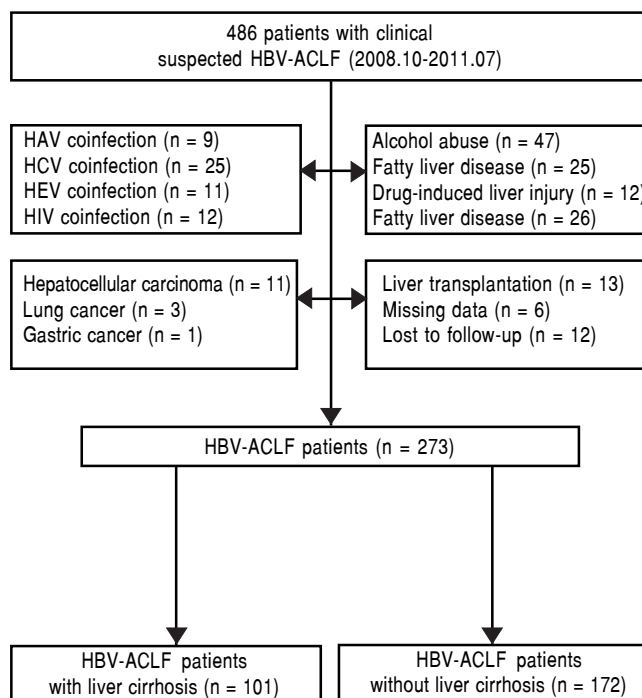 486 patients with clinical
suspected HBV-ACLF (2008.10-2011.07)
HAV coinfection (n = 9)
HCV coinfection (n = 25)
HEV coinfection (n = 11)
HIV coinfection (n = 12)
Alcohol abuse (n = 47)
Fatty liver disease (n = 25)
Drug-induced liver injury (n = 12)
Fatty liver disease (n = 26)
Hepatocellular carcinoma (n = 11)
Lung cancer (n = 3)
Gastric cancer (n = 1)
Liver transplantation (n = 13)
Missing data (n = 6)
Lost to follow-up (n = 12)
HBV-ACLF patients (n = 273)
HBV-ACLF patients
with liver cirrhosis (n = 101)
HBV-ACLF patients
without liver cirrhosis (n = 172)